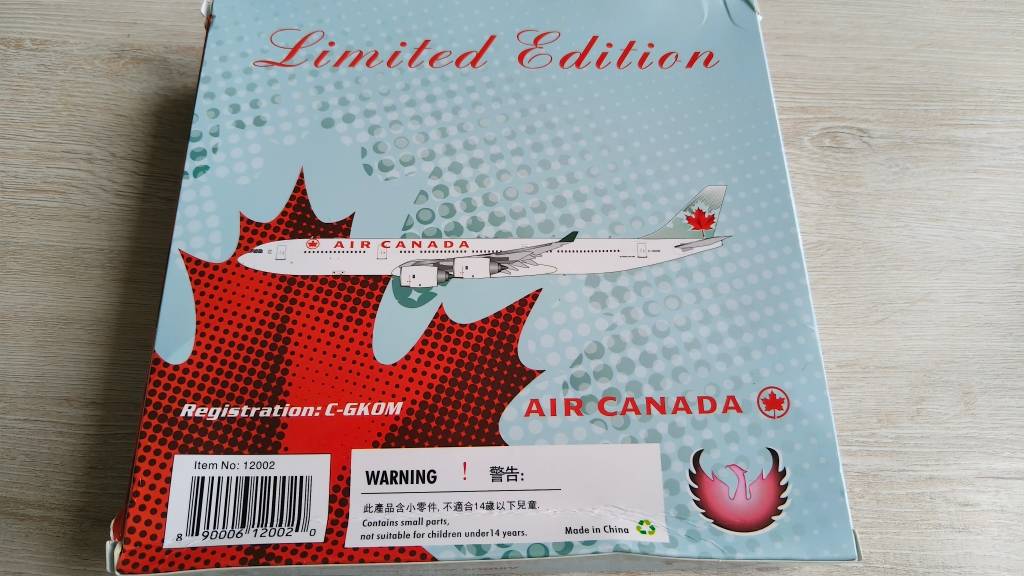 Limited Edition
AIR CANADA
Registration: C-GKOM
AIR CANADA
Item No: 12002
8 90006 12002 0
WARNING ! 警告:
此產品含小零件, 不適合14歲以下兒童.
Contains small parts,
not suitable for children under14 years.
Made in China